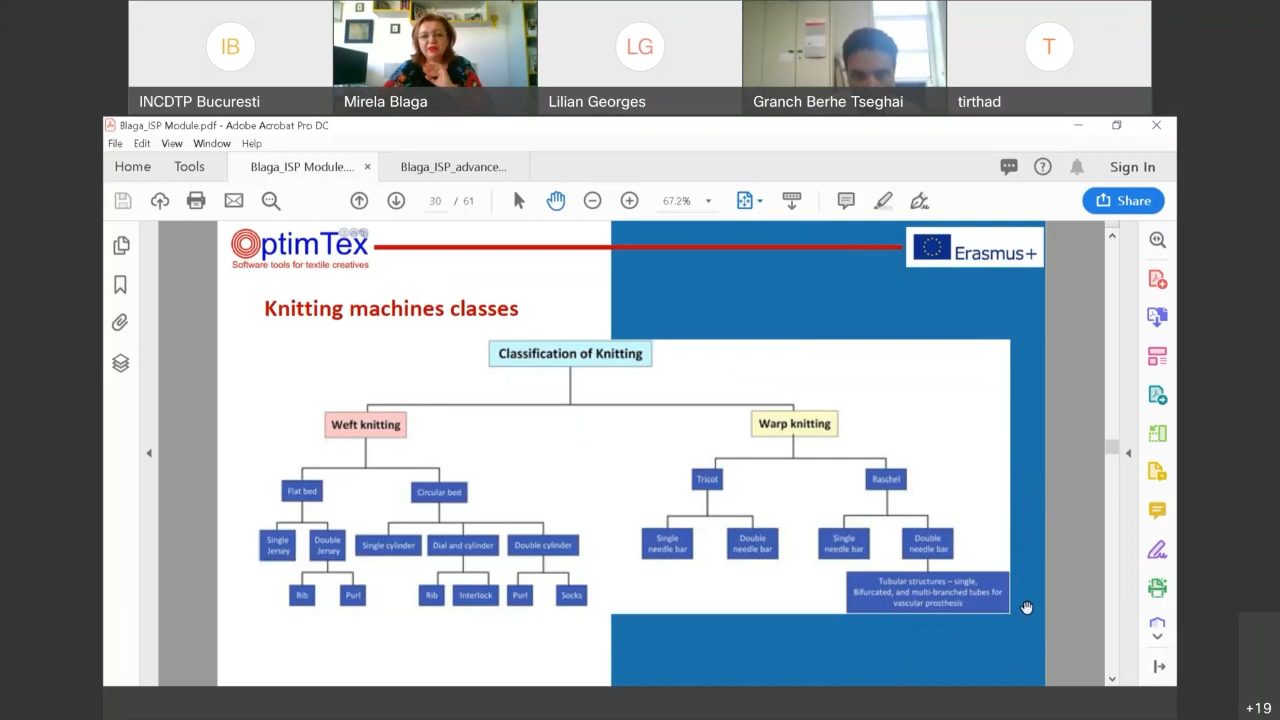 IB
LG
T
INCDTP Bucuresti
Mirela Blaga
Lilian Georges
Granch Berhe Tseghai
tirthad
Blaga_ISP Module.pdf - Adobe Acrobat Pro DC
File Edit View Window Help
Home Tools Blaga_ISP Module.... × Blaga_ISP_advance... Sign In
30 / 61 67.2% Share
OptimTex
Software tools for textile creatives
Erasmus+
Knitting machines classes
Classification of Knitting
Weft knitting
Warp knitting
Flat bed
Circular bed
Tricot
Raschel
Single
Jersey
Double
Jersey
Single cylinder
Dial and cylinder
Double cylinder
Single
needle bar
Double
needle bar
Single
needle bar
Double
needle bar
Rib
Purl
Rib
Interlock
Purl
Socks
Tubular structures – single,
Bifurcated, and multi-branched tubes for
vascular prosthesis
+19